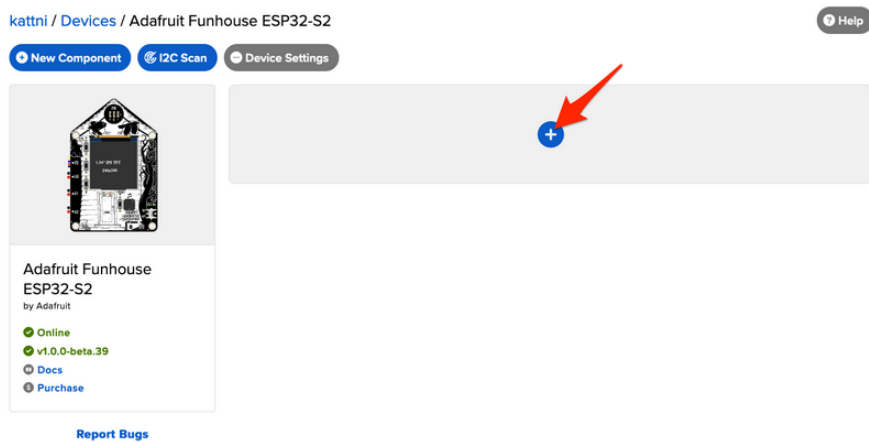 kattni / Devices / Adafruit Funhouse ESP32-S2
Help
New Component
I2C Scan
Device Settings
Adafruit Funhouse
ESP32-S2
by Adafruit
Online
v1.0.0-beta.39
Docs
Purchase
Report Bugs